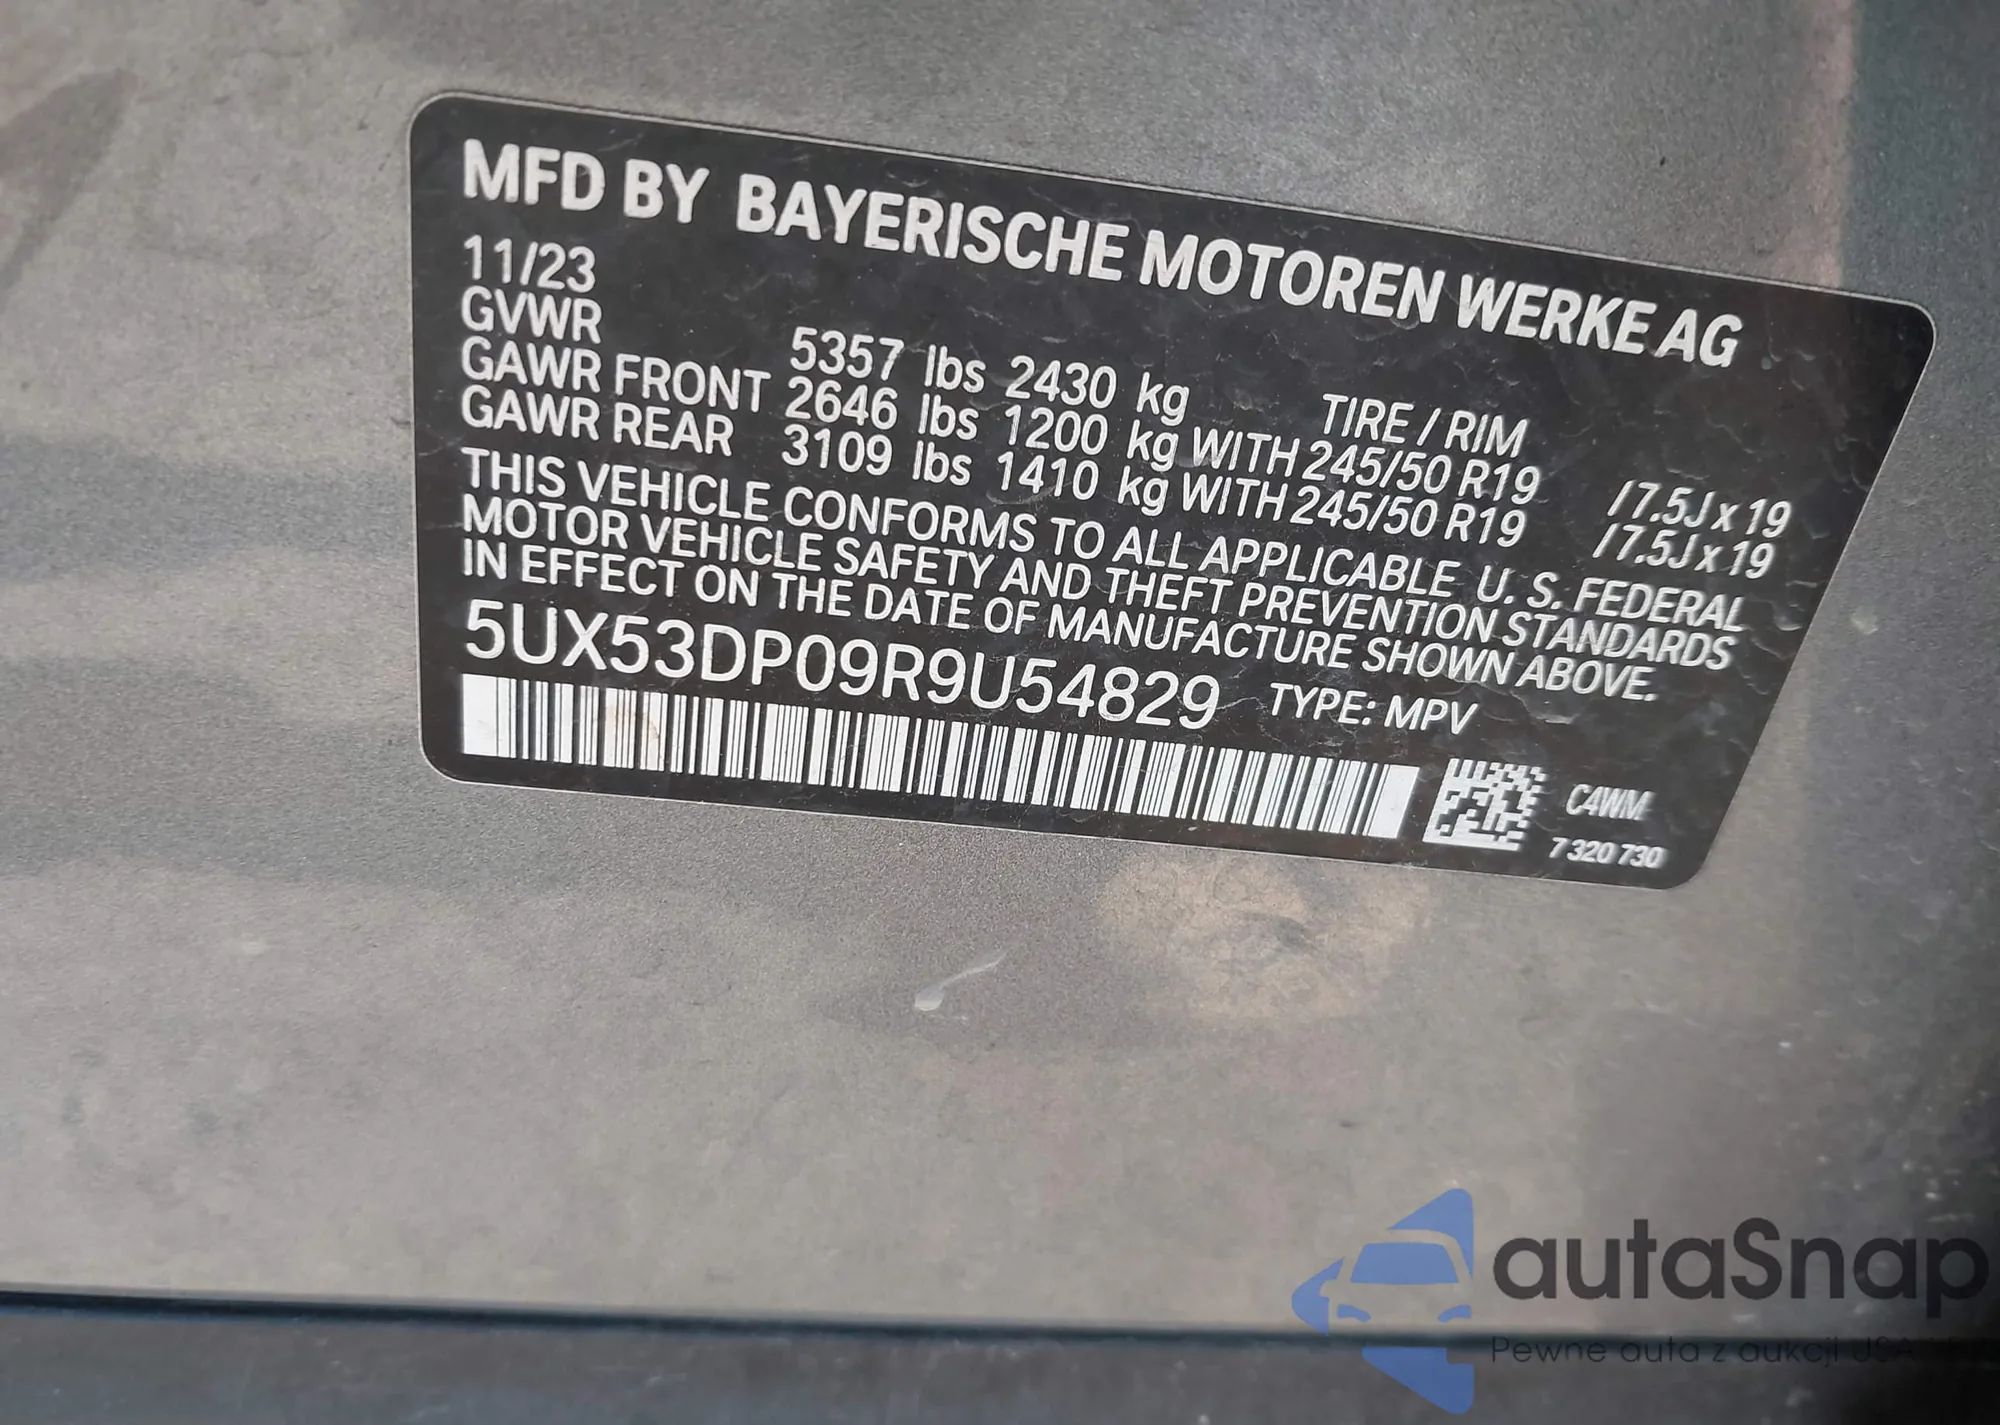 MFD BY BAYERISCHE MOTOREN WERKE AG
11/23
GVWR 5357 lbs 2430 kg TIRE / RIM
GAWR FRONT 2646 lbs 1200 kg WITH 245/50 R19 / 7.5J x 19
GAWR REAR 3109 lbs 1410 kg WITH 245/50 R19 / 7.5J x 19
THIS VEHICLE CONFORMS TO ALL APPLICABLE U. S. FEDERAL
MOTOR VEHICLE SAFETY AND THEFT PREVENTION STANDARDS
IN EFFECT ON THE DATE OF MANUFACTURE SHOWN ABOVE.
5UX53DP09R9U54829 TYPE: MPV
C4WM
7 320 730
autaSnap
Pewne auta z aukcji